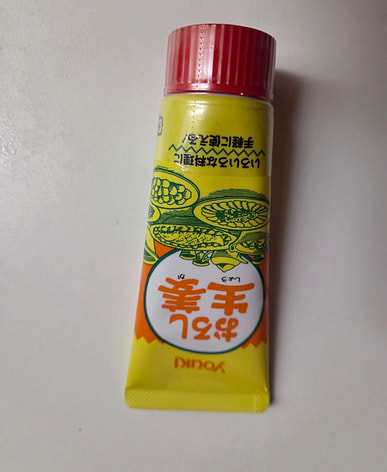 YOUKI
おろし
生姜
しょう が
いろいろな料理に
手軽に使える!